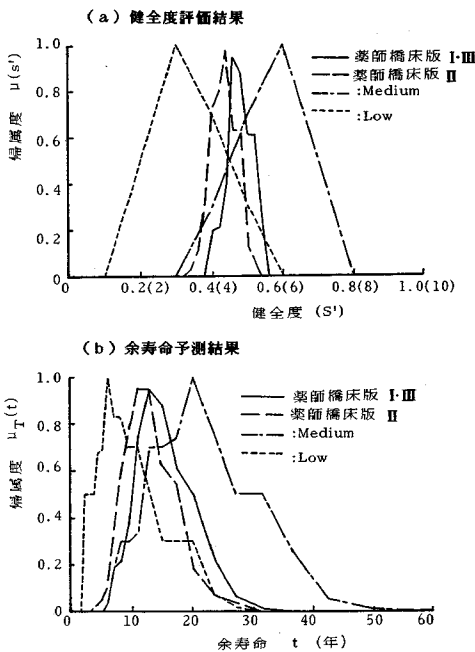 (a) 健全度評価結果
帰属度 μ(s')
1.0
0.8
0.6
0.4
0.2
0
0
0.2(2)
0.4(4)
0.6(6)
0.8(8)
1.0(10)
健全度 (S')
薬師橋床版 I·III
薬師橋床版 II
:Medium
:Low
(b) 余寿命予測結果
帰属度 μT(t)
1.0
0.8
0.6
0.4
0.2
0
0
10
20
30
40
50
60
余寿命 t (年)
薬師橋床版 I·III
薬師橋床版 II
:Medium
:Low